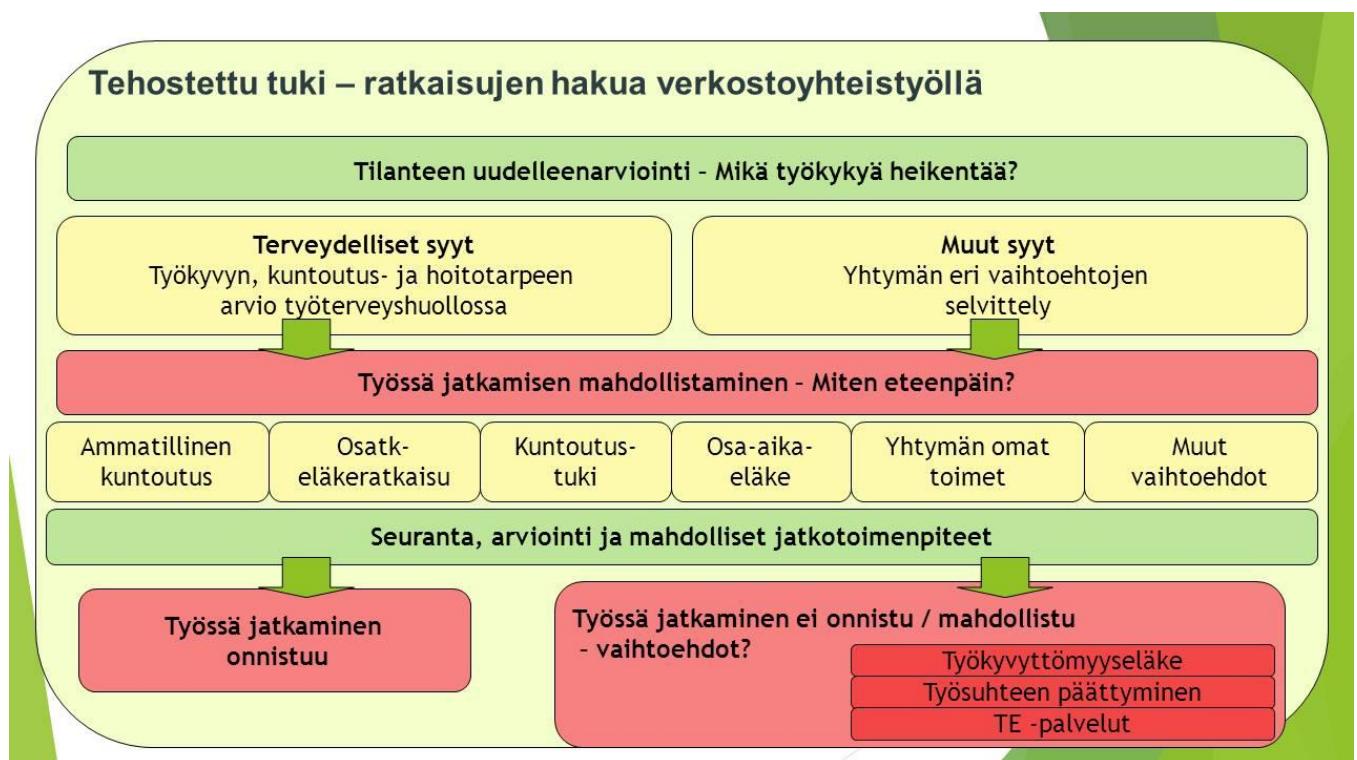 Tehostettu tuki – ratkaisujen hakua verkostoyhteistyöllä
Tilanteen uudelleenarviointi – Mikä työkykyä heikentää?
Terveydelliset syyt
Työkyvyn, kuntoutus- ja hoitotarpeen
arvio työterveyshuollossa
Muut syyt
Yhtymän eri vaihtoehtojen
selvittely
Työssä jatkamisen mahdollistaminen – Miten eteenpäin?
Ammatillinen
kuntoutus
Osatk-
eläkeratkaisu
Kuntoutus-
tuki
Osa-aika-
eläke
Yhtymän omat
toimet
Muut
vaihtoehdot
Seuranta, arviointi ja mahdolliset jatkotoimenpiteet
Työssä jatkaminen
onnistuu
Työssä jatkaminen ei onnistu / mahdollistu
– vaihtoehdot?
Työkyvyttömyyseläke
Työsuhteen päättyminen
TE -palvelut